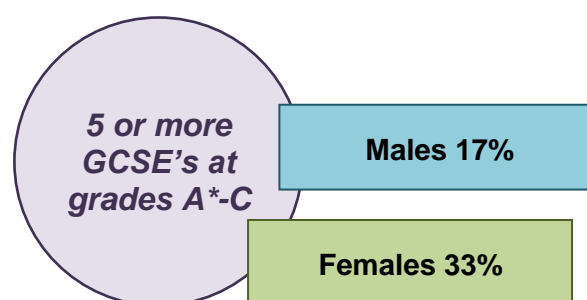 5 or more
GCSE's at
grades A*-C
Males 17%
Females 33%